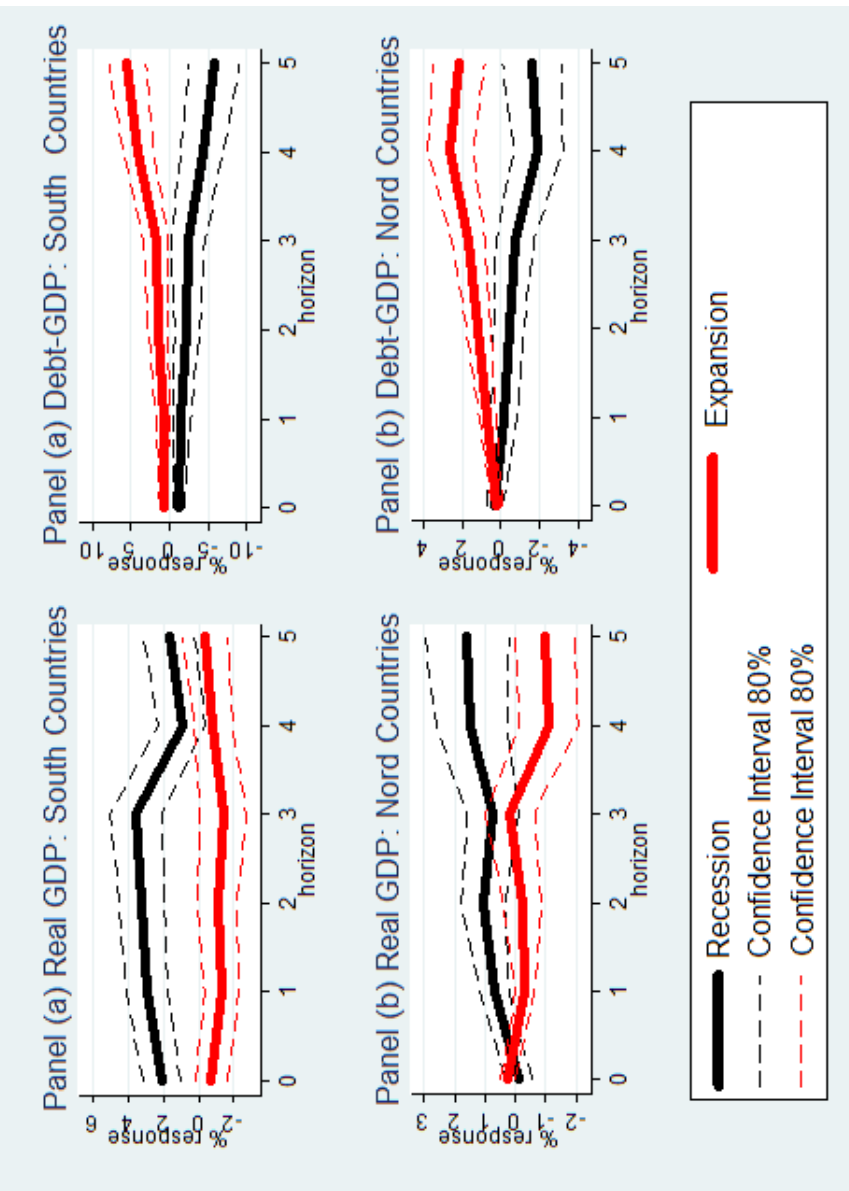 Panel (a) Real GDP: South Countries
% response
6
4
2
0
-2
0 1 2 3 4 5
horizon
Panel (a) Debt-GDP: South Countries
% response
10
5
0
-5
-10
0 1 2 3 4 5
horizon
Panel (b) Real GDP: Nord Countries
% response
3
2
1
0
-1
-2
0 1 2 3 4 5
horizon
Panel (b) Debt-GDP: Nord Countries
% response
4
2
0
-2
-4
0 1 2 3 4 5
horizon
Recession
Expansion
Confidence Interval 80%
Confidence Interval 80%